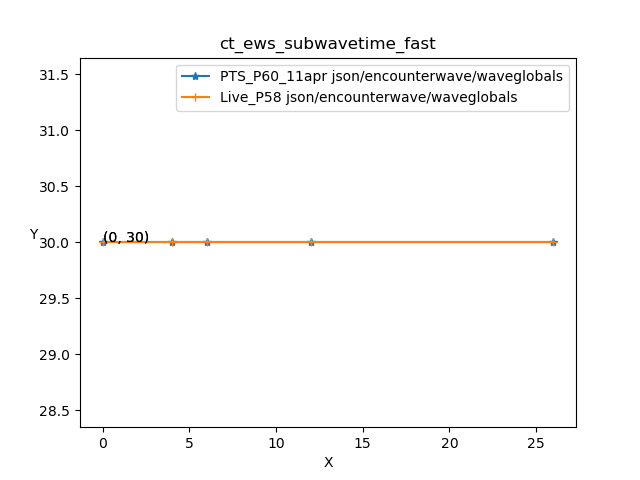 ct_ews_subwavetime_fast
PTS_P60_11apr json/encounterwave/waveglobals
Live_P58 json/encounterwave/waveglobals
31.5
31.0
30.5
Y
30.0
(0, 30)
29.5
29.0
28.5
0 5 10 15 20 25
X